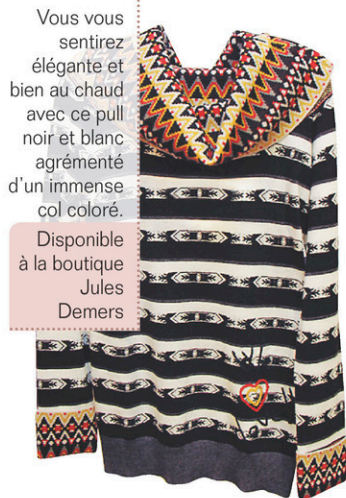 Vous vous
sentirez
élégante et
bien au chaud
avec ce pull
noir et blanc
agrémenté
d'un immense
col coloré.
Disponible
à la boutique
Jules
Demers